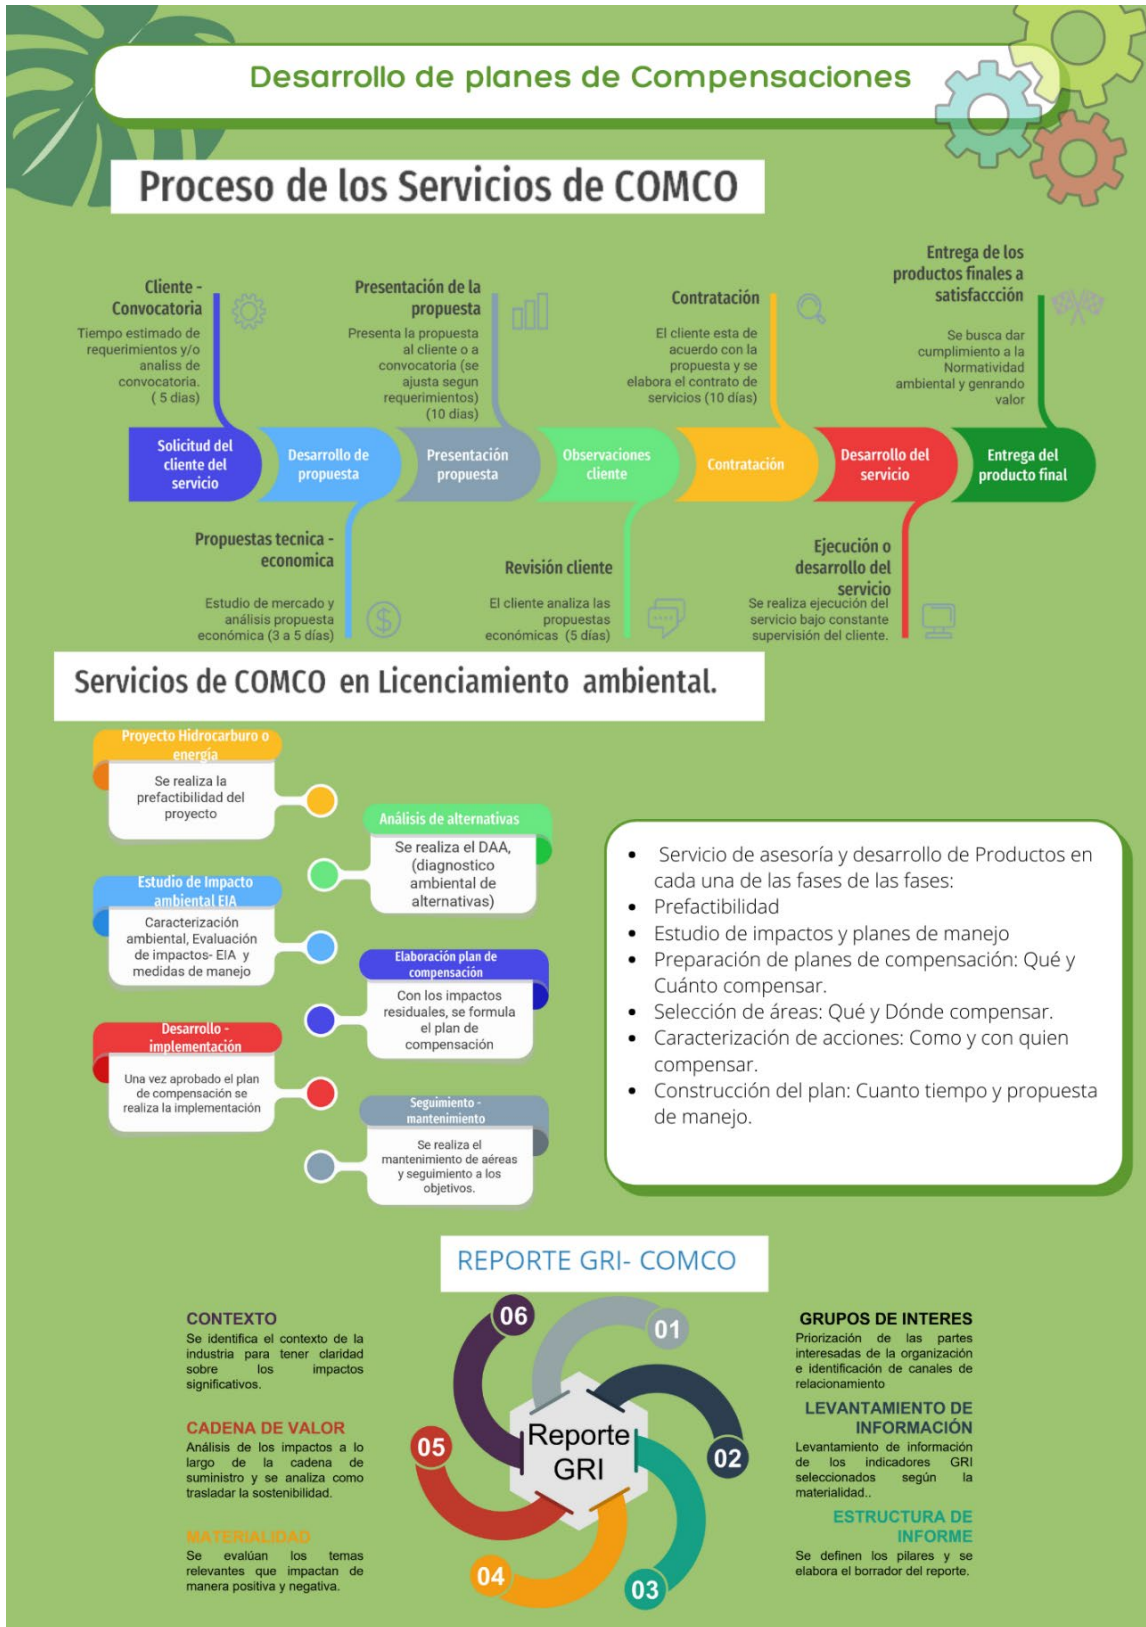 Desarrollo de planes de Compensaciones
Proceso de los Servicios de COMCO
Cliente -
Convocatoria
Tiempo estimado de
requerimientos y/o
analiss de
convocatoria.
( 5 dias)
Presentación de la
propuesta
Presenta la propuesta
al cliente o a
convocatoria (se
ajusta segun
requerimientos)
(10 dias)
Contratación
El cliente esta de
acuerdo con la
propuesta y se
elabora el contrato de
servicios (10 días)
Entrega de los
productos finales a
satisfaccción
Se busca dar
cumplimiento a la
Normatividad
ambiental y genrando
valor
Solicitud del
cliente del
servicio
Desarrollo de
propuesta
Presentación
propuesta
Observaciones
cliente
Contratación
Desarrollo del
servicio
Entrega del
producto final
Propuestas tecnica -
economica
Estudio de mercado y
análisis propuesta
económica (3 a 5 días)
$
Revisión cliente
El cliente analiza las
propuestas
económicas (5 días)
Ejecución o
desarrollo del
servicio
Se realiza ejecución del
servicio bajo constante
supervisión del cliente.
Servicios de COMCO en Licenciamiento ambiental.
Proyecto Hidrocarburo o
energía
Se realiza la
prefactibilidad del
proyecto
Análisis de alternativas
Se realiza el DAA,
(diagnostico
ambiental de
alternativas)
Estudio de Impacto
ambiental EIA
Caracterización
ambiental, Evaluación
de impactos- EIA y
medidas de manejo
Elaboración plan de
compensación
Con los impactos
residuales, se formula
el plan de
compensación
Desarrollo -
implementación
Una vez aprobado el plan
de compensación se
realiza la implementación
Seguimiento -
mantenimiento
Se realiza el
mantenimiento de aéreas
y seguimiento a los
objetivos.
• Servicio de asesoría y desarrollo de Productos en
cada una de las fases de las fases:
• Prefactibilidad
• Estudio de impactos y planes de manejo
• Preparación de planes de compensación: Qué y
Cuánto compensar.
• Selección de áreas: Qué y Dónde compensar.
• Caracterización de acciones: Como y con quien
compensar.
• Construcción del plan: Cuanto tiempo y propuesta
de manejo.
REPORTE GRI- COMCO
CONTEXTO
Se identifica el contexto de la
industria para tener claridad
sobre los impactos
significativos.
CADENA DE VALOR
Análisis de los impactos a lo
largo de la cadena de
suministro y se analiza como
trasladar la sostenibilidad.
MATERIALIDAD
Se evalúan los temas
relevantes que impactan de
manera positiva y negativa.
06
01
05
Reporte
GRI
02
04
03
GRUPOS DE INTERES
Priorización de las partes
interesadas de la organización
e identificación de canales de
relacionamiento
LEVANTAMIENTO DE
INFORMACIÓN
Levantamiento de información
de los indicadores GRI
seleccionados según la
materialidad..
ESTRUCTURA DE
INFORME
Se definen los pilares y se
elabora el borrador del reporte.